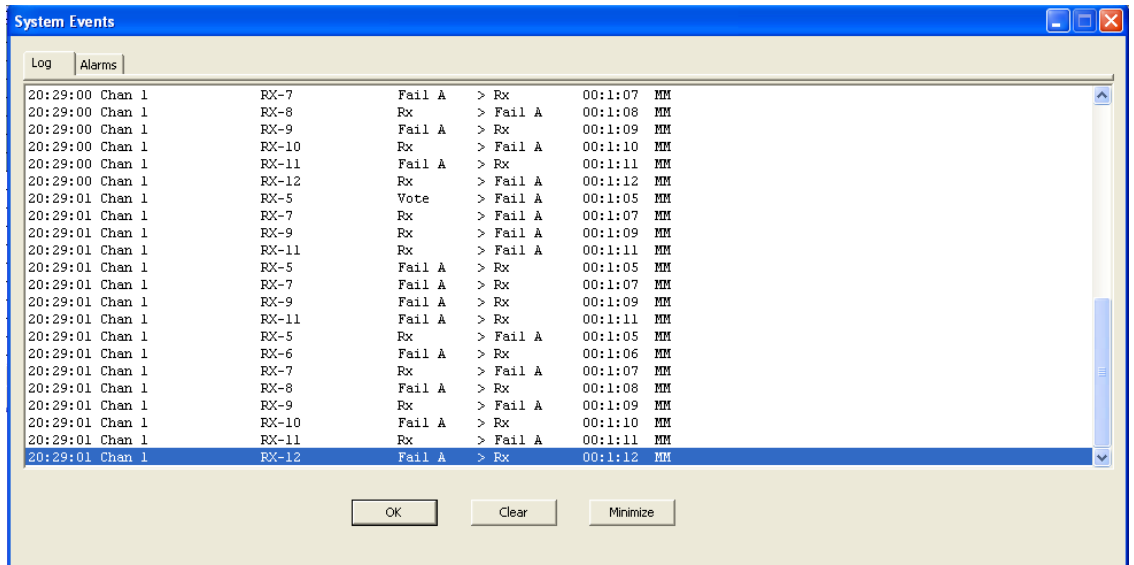 System Events
Log Alarms
20:29:00 Chan 1 RX-7 Fail A > Rx 00:1:07 MM
20:29:00 Chan 1 RX-8 Rx > Fail A 00:1:08 MM
20:29:00 Chan 1 RX-9 Fail A > Rx 00:1:09 MM
20:29:00 Chan 1 RX-10 Rx > Fail A 00:1:10 MM
20:29:00 Chan 1 RX-11 Fail A > Rx 00:1:11 MM
20:29:00 Chan 1 RX-12 Rx > Fail A 00:1:12 MM
20:29:01 Chan 1 RX-5 Vote > Fail A 00:1:05 MM
20:29:01 Chan 1 RX-7 Rx > Fail A 00:1:07 MM
20:29:01 Chan 1 RX-9 Rx > Fail A 00:1:09 MM
20:29:01 Chan 1 RX-11 Rx > Fail A 00:1:11 MM
20:29:01 Chan 1 RX-5 Fail A > Rx 00:1:05 MM
20:29:01 Chan 1 RX-7 Fail A > Rx 00:1:07 MM
20:29:01 Chan 1 RX-9 Fail A > Rx 00:1:09 MM
20:29:01 Chan 1 RX-11 Fail A > Rx 00:1:11 MM
20:29:01 Chan 1 RX-5 Rx > Fail A 00:1:05 MM
20:29:01 Chan 1 RX-6 Fail A > Rx 00:1:06 MM
20:29:01 Chan 1 RX-7 Rx > Fail A 00:1:07 MM
20:29:01 Chan 1 RX-8 Fail A > Rx 00:1:08 MM
20:29:01 Chan 1 RX-9 Rx > Fail A 00:1:09 MM
20:29:01 Chan 1 RX-10 Fail A > Rx 00:1:10 MM
20:29:01 Chan 1 RX-11 Rx > Fail A 00:1:11 MM
20:29:01 Chan 1 RX-12 Fail A > Rx 00:1:12 MM
OK Clear Minimize